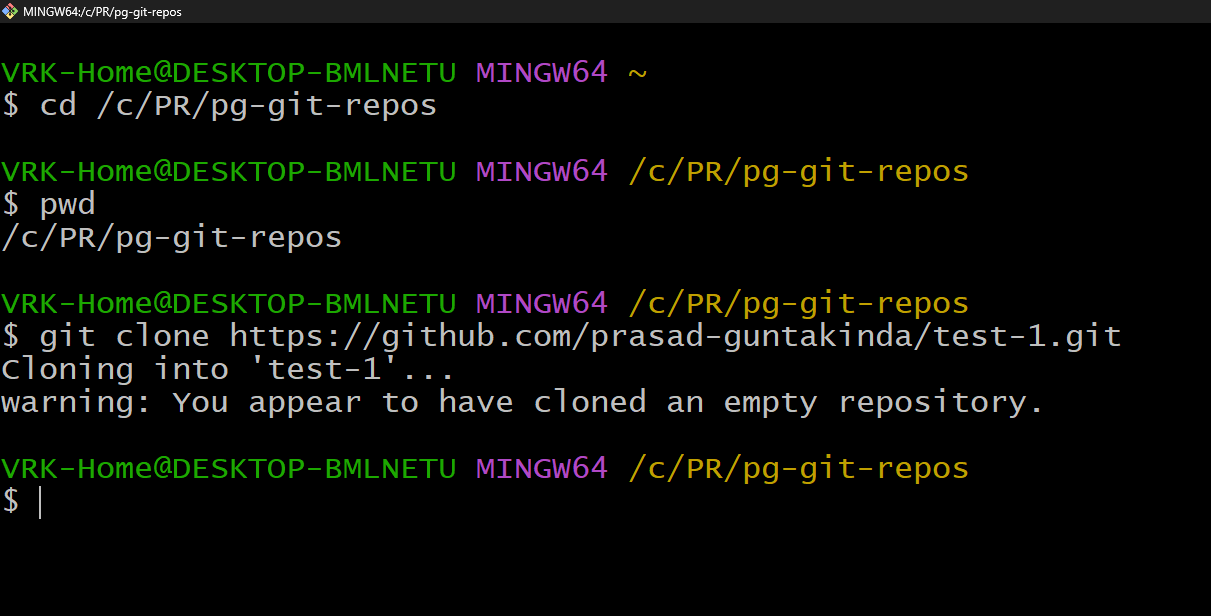 MINGW64:/c/PR/pg-git-repos
VRK-Home@DESKTOP-BMLNETU MINGW64 ~
$ cd /c/PR/pg-git-repos
VRK-Home@DESKTOP-BMLNETU MINGW64 /c/PR/pg-git-repos
$ pwd
/c/PR/pg-git-repos
VRK-Home@DESKTOP-BMLNETU MINGW64 /c/PR/pg-git-repos
$ git clone https://github.com/prasad-guntakinda/test-1.git
Cloning into 'test-1'...
warning: You appear to have cloned an empty repository.
VRK-Home@DESKTOP-BMLNETU MINGW64 /c/PR/pg-git-repos
$